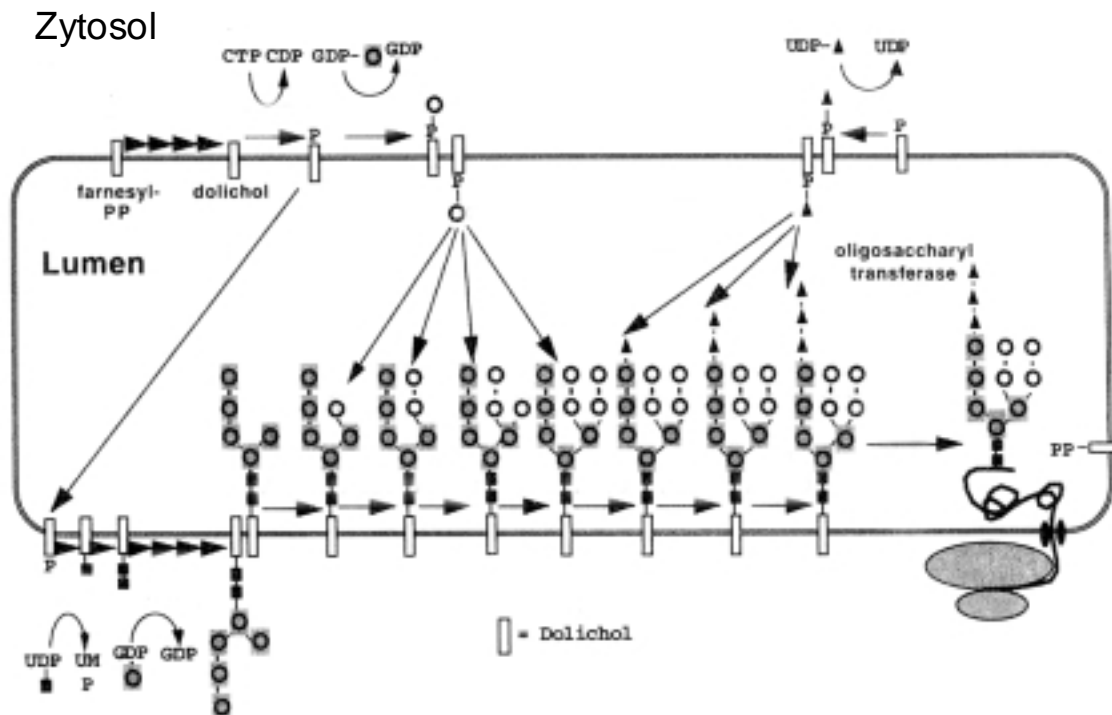 Zytosol
CTP CDP GDP- GDP
UDP- UDP
P P P P
farnesyl-
PP
dolichol
P P
Lumen
oligosaccharyl
transferase
PP
P
UDP UM
P
GDP GDP
= Dolichol